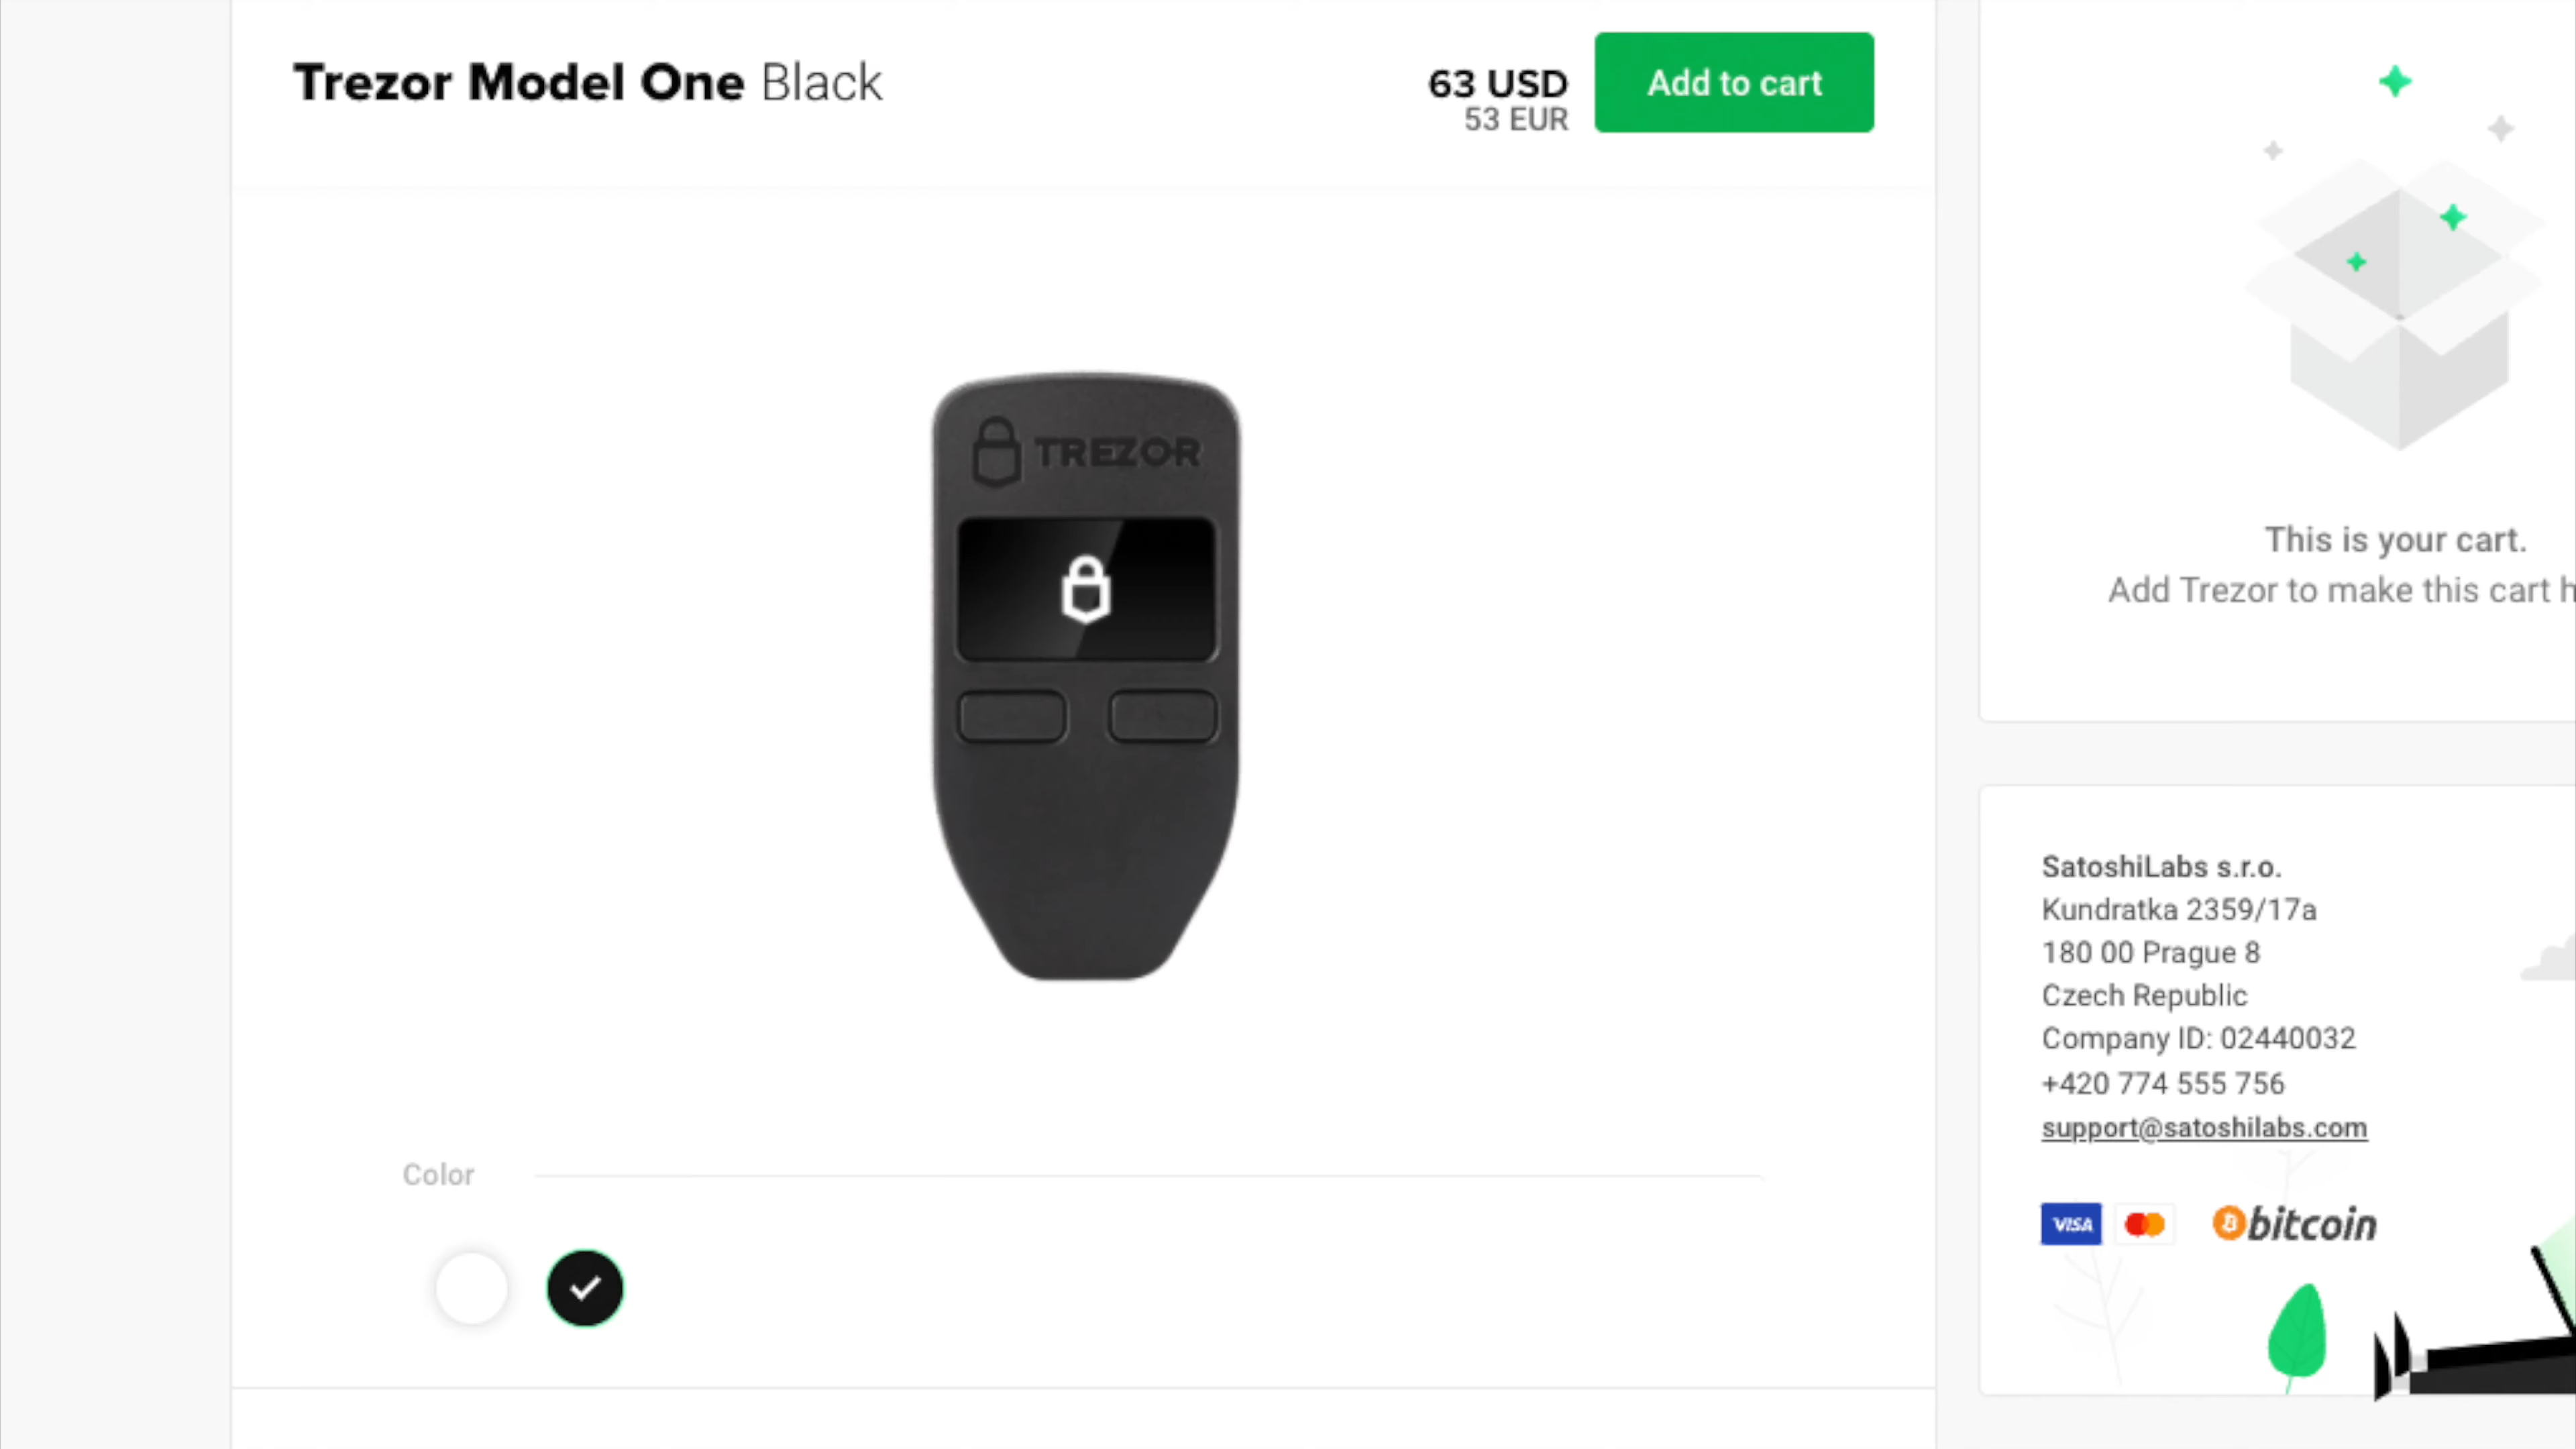 Trezor Model One Black
63 USD
53 EUR
Add to cart
TREZOR
Color
This is your cart.
Add Trezor to make this cart
SatoshiLabs s.r.o.
Kundratka 2359/17a
180 00 Prague 8
Czech Republic
Company ID: 02440032
+420 774 555 756
support@satoshilabs.com
VISA
bitcoin